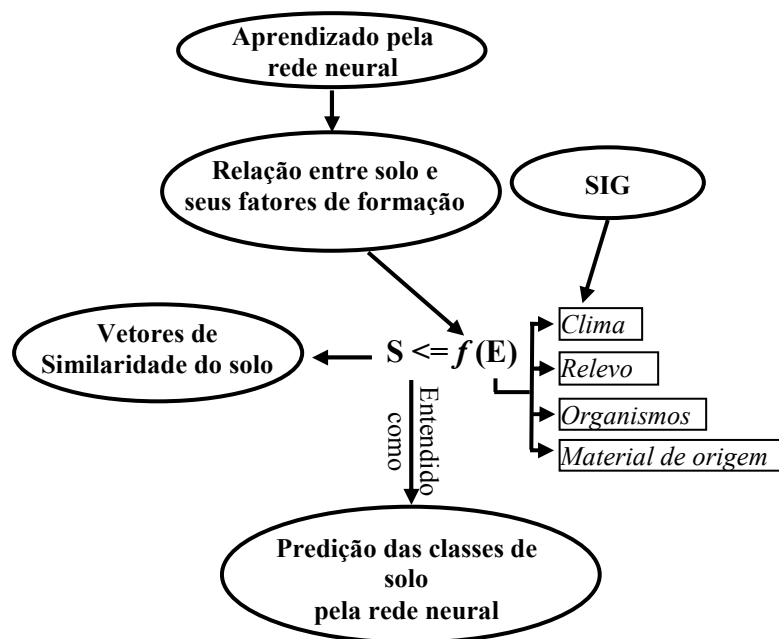 Aprendizado pela
rede neural
Relação entre solo e
seus fatores de formação
SIG
Vetores de
Similaridade do solo
S <= f (E)
Clima
Relevo
Organismos
Material de origem
Entendido
como
Predição das classes de
solo
pela rede neural